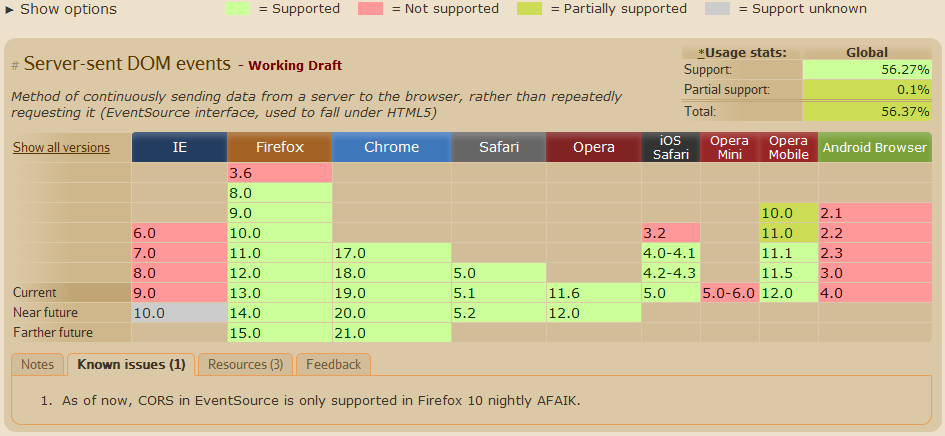 ► Show options = Supported = Not supported = Partially supported = Support unknown
# Server-sent DOM events - Working Draft
*Usage stats: Global
Support: 56.27%
Partial support: 0.1%
Total: 56.37%
Method of continuously sending data from a server to the browser, rather than repeatedly
requesting it (EventSource interface, used to fall under HTML5)
Show all versions IE Firefox Chrome Safari Opera iOS Safari Opera Mini Opera Mobile Android Browser
3.6
8.0
9.0 10.0 2.1
6.0 10.0 3.2 11.0 2.2
7.0 11.0 17.0 4.0-4.1 11.1 2.3
8.0 12.0 18.0 5.0 4.2-4.3 11.5 3.0
Current 9.0 13.0 19.0 5.1 11.6 5.0 5.0-6.0 12.0 4.0
Near future 10.0 14.0 20.0 5.2 12.0
Farther future 15.0 21.0
Notes Known issues (1) Resources (3) Feedback
1. As of now, CORS in EventSource is only supported in Firefox 10 nightly AFAIK.